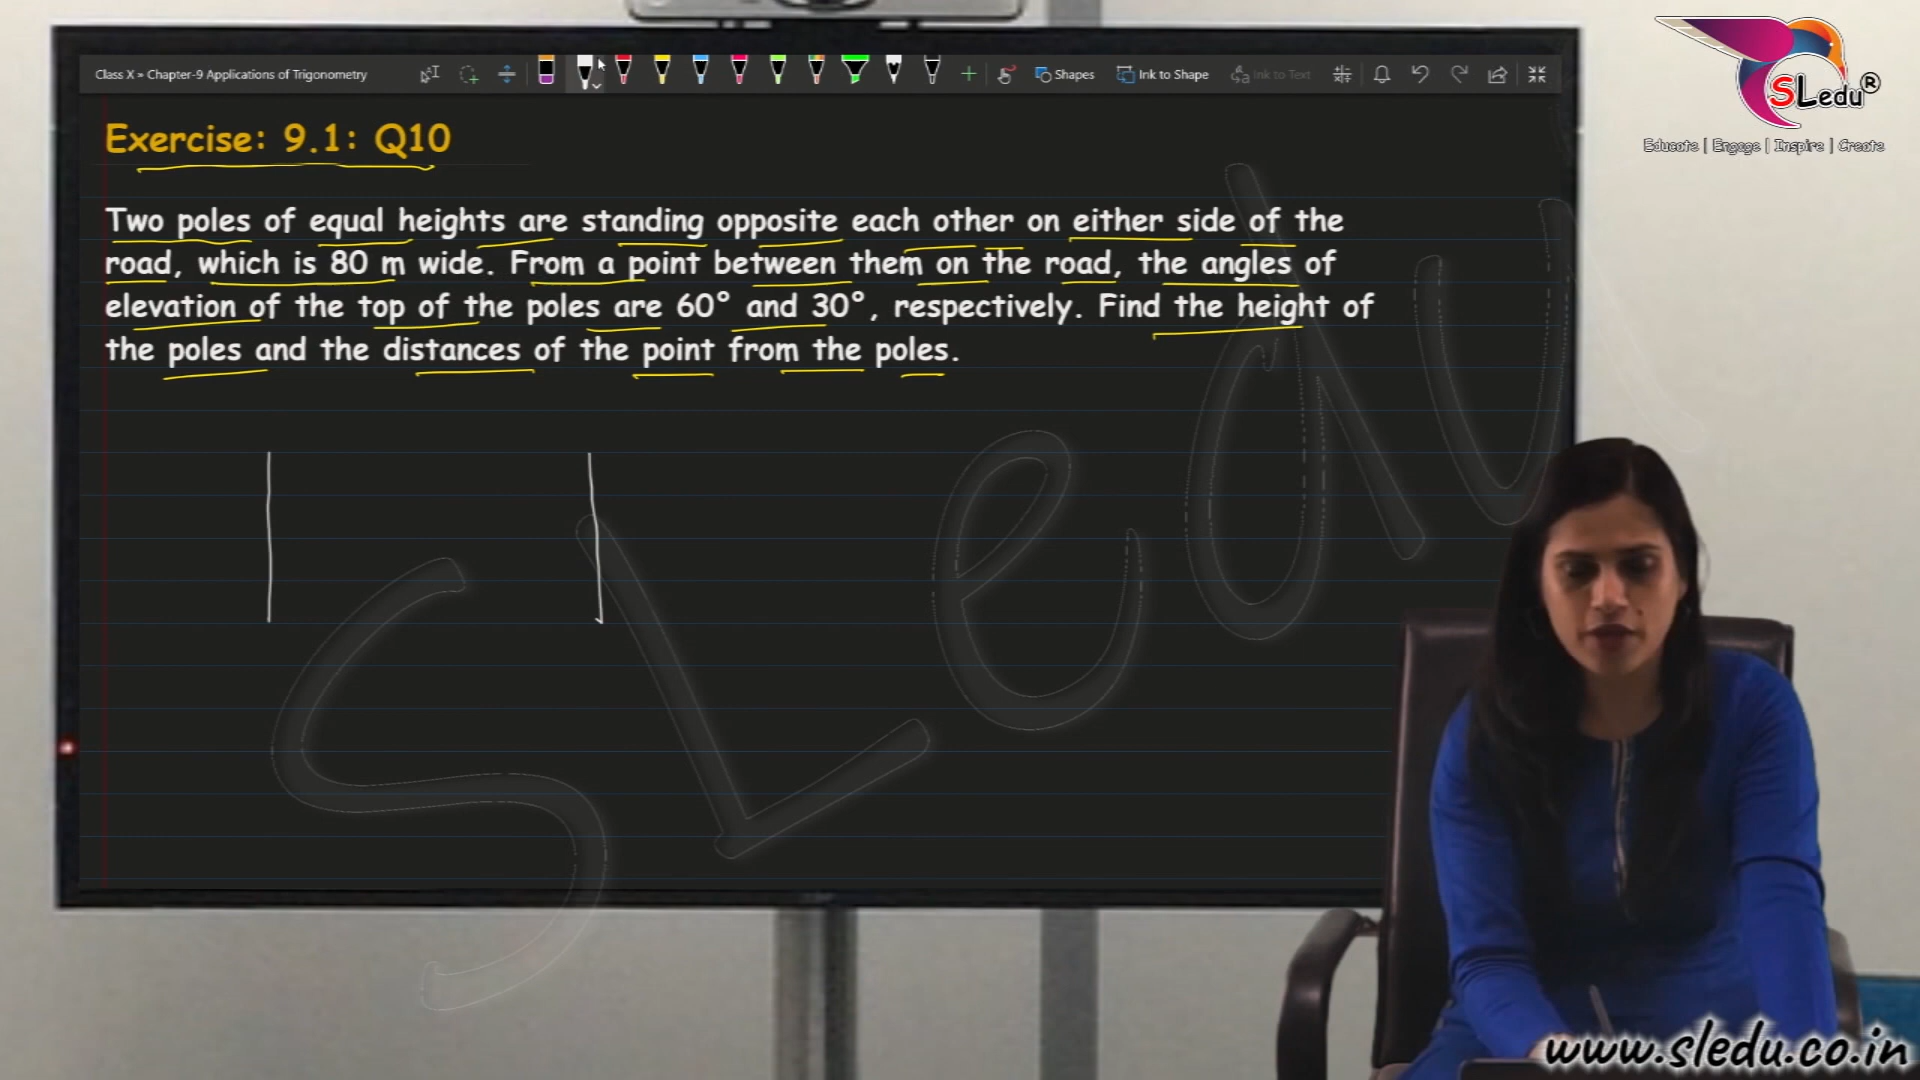 Class X » Chapter-9 Applications of Trigonometry
Shapes
Ink to Shape
Ink to Text
SLedu®
Educate | Engage | Inspire | Create
Exercise: 9.1: Q10
Two poles of equal heights are standing opposite each other on either side of the
road, which is 80 m wide. From a point between them on the road, the angles of
elevation of the top of the poles are 60° and 30°, respectively. Find the height of
the poles and the distances of the point from the poles.
SLedu
www.sledu.co.in